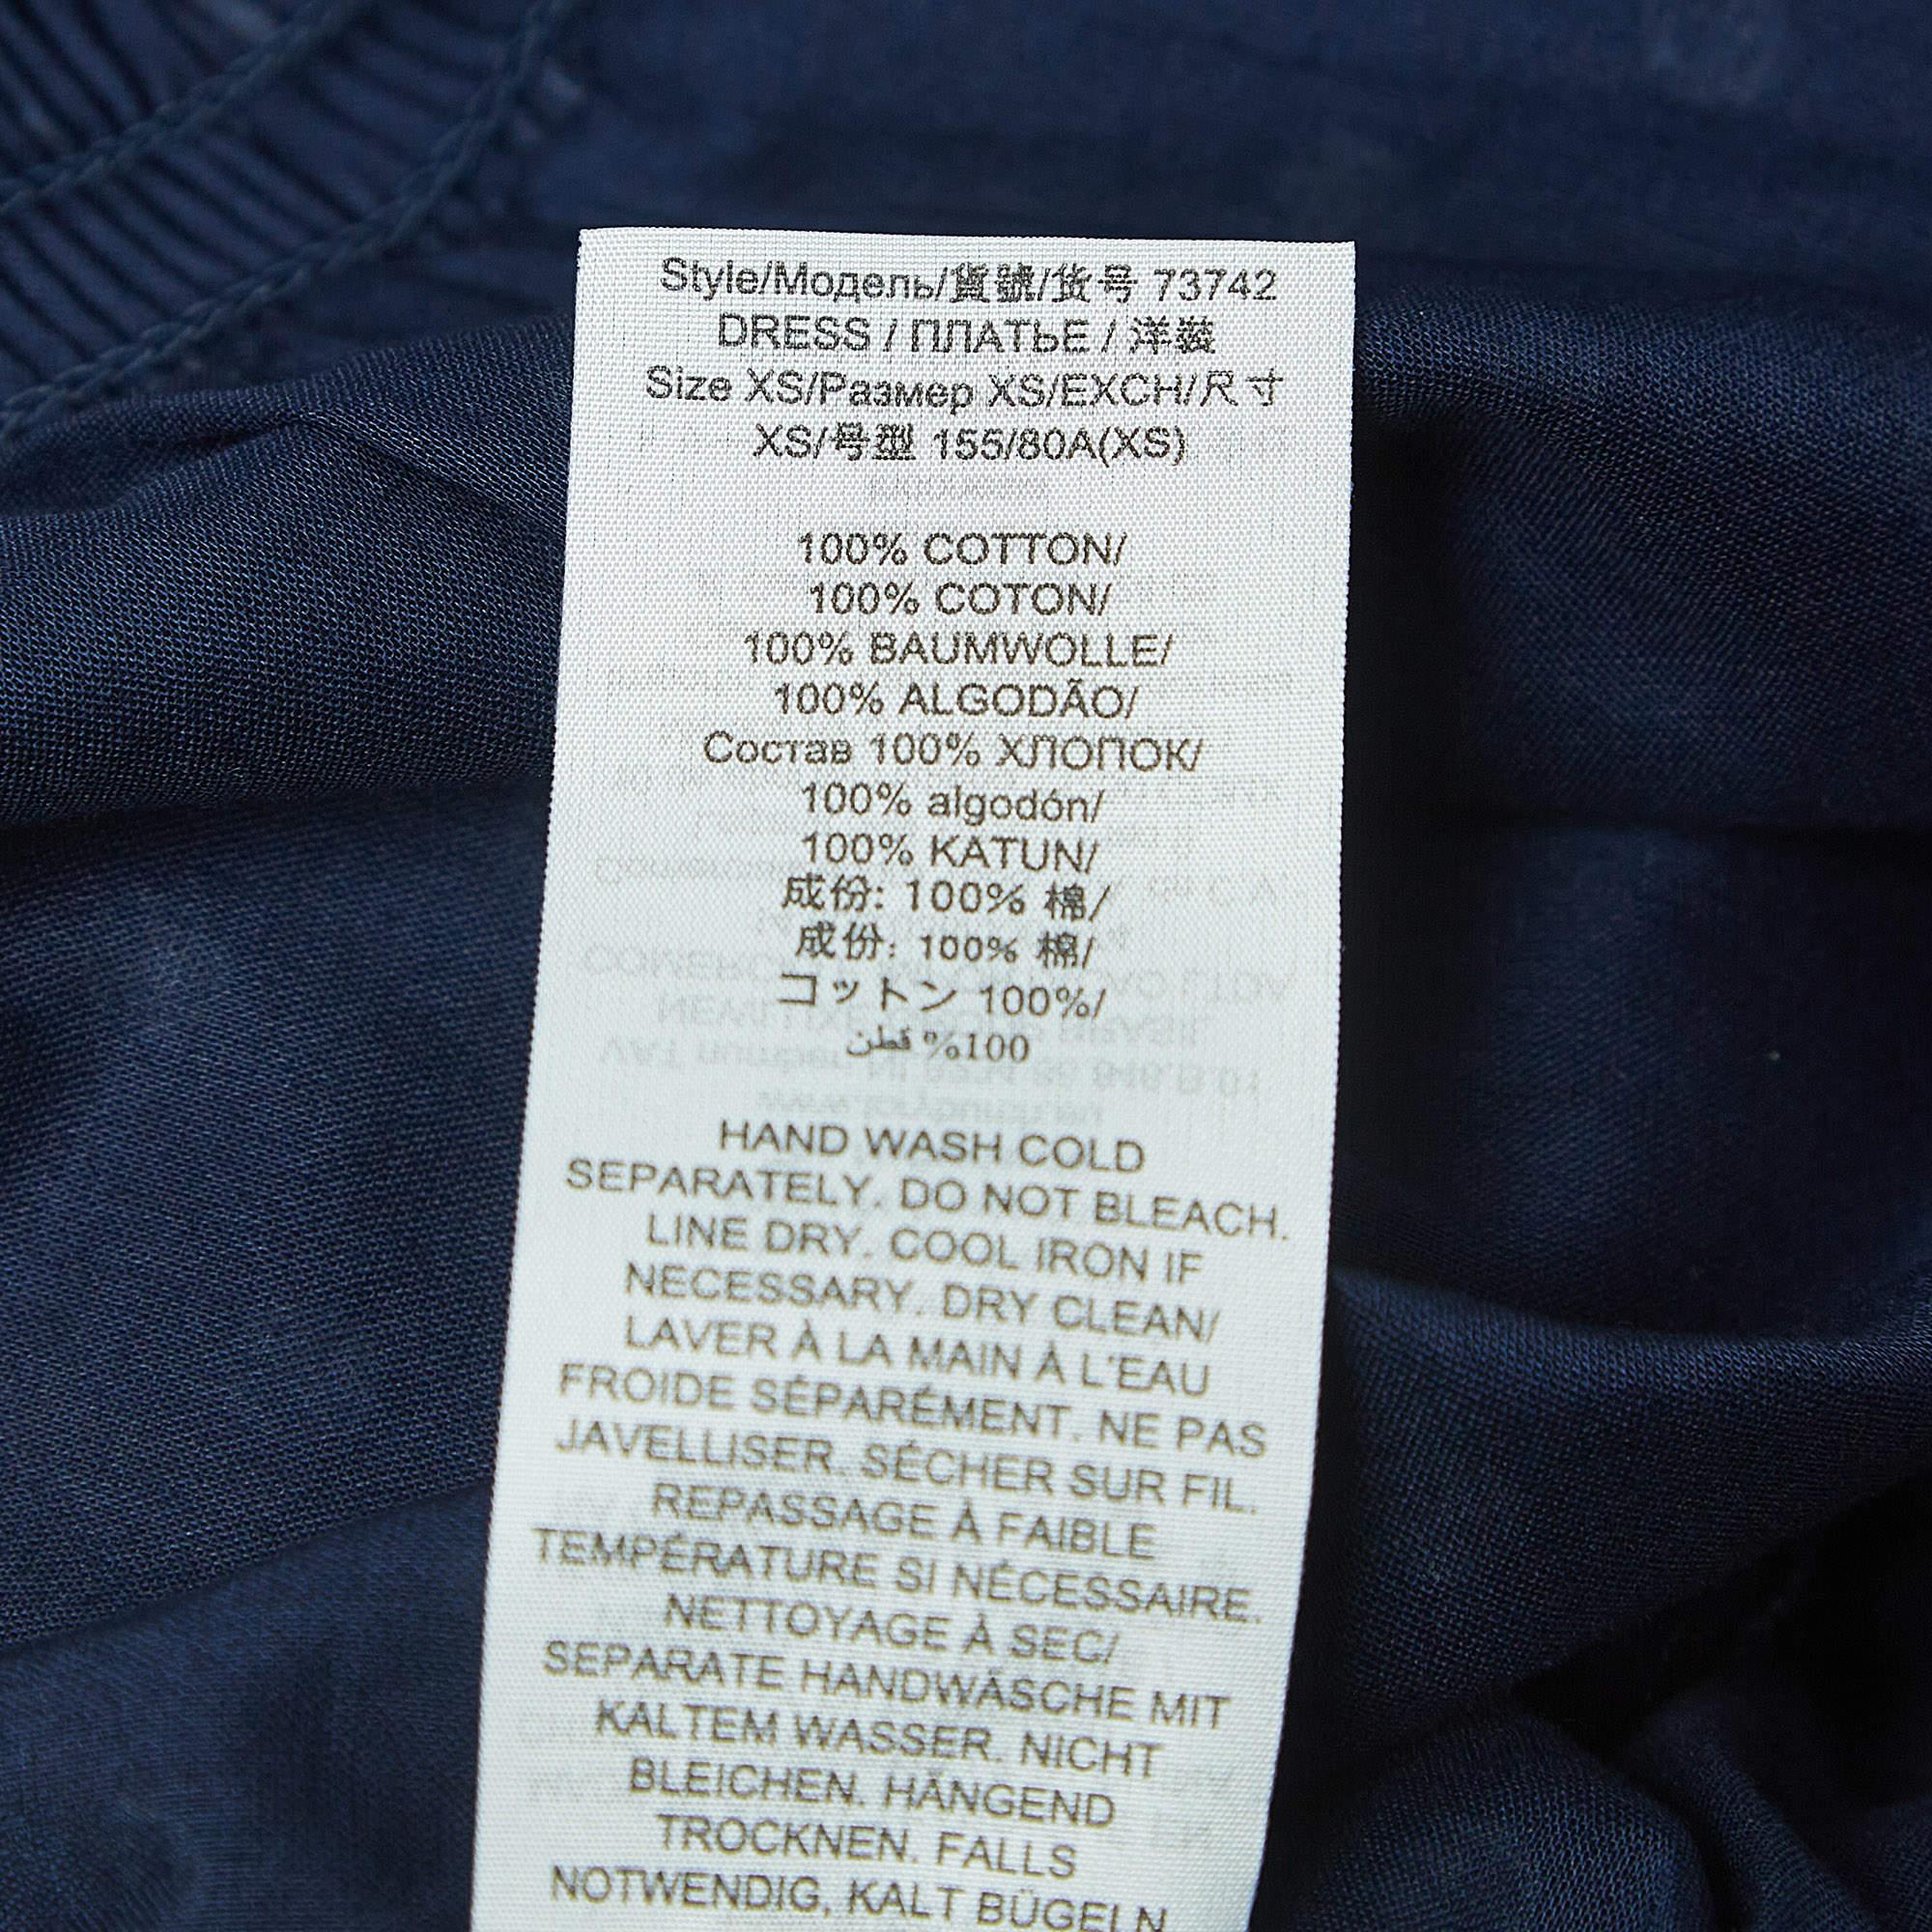 Style/Модель/貨號/货号 73742
DRESS / ПЛАТЬЕ / 洋装
Size XS/Размер XS/EXCH/尺寸
XS/号型 155/80A(XS)
100% COTTON/
100% COTON/
100% BAUMWOLLE/
100% ALGODÃO/
Состав 100% ХЛОПОК/
100% algodón/
100% KATUN/
成份: 100% 棉/
成份: 100% 棉/
コットン 100%/
100% قطن
HAND WASH COLD
SEPARATELY. DO NOT BLEACH.
LINE DRY. COOL IRON IF
NECESSARY. DRY CLEAN/
LAVER À LA MAIN À L'EAU
FROIDE SÉPARÉMENT. NE PAS
JAVELLISER. SÉCHER SUR FIL.
REPASSAGE À FAIBLE
TEMPÉRATURE SI NÉCESSAIRE.
NETTOYAGE À SEC/
SEPARATE HANDWÄSCHE MIT
KALTEM WASSER. NICHT
BLEICHEN. HÄNGEND
TROCKNEN. FALLS
NOTWENDIG, KALT BÜGELN